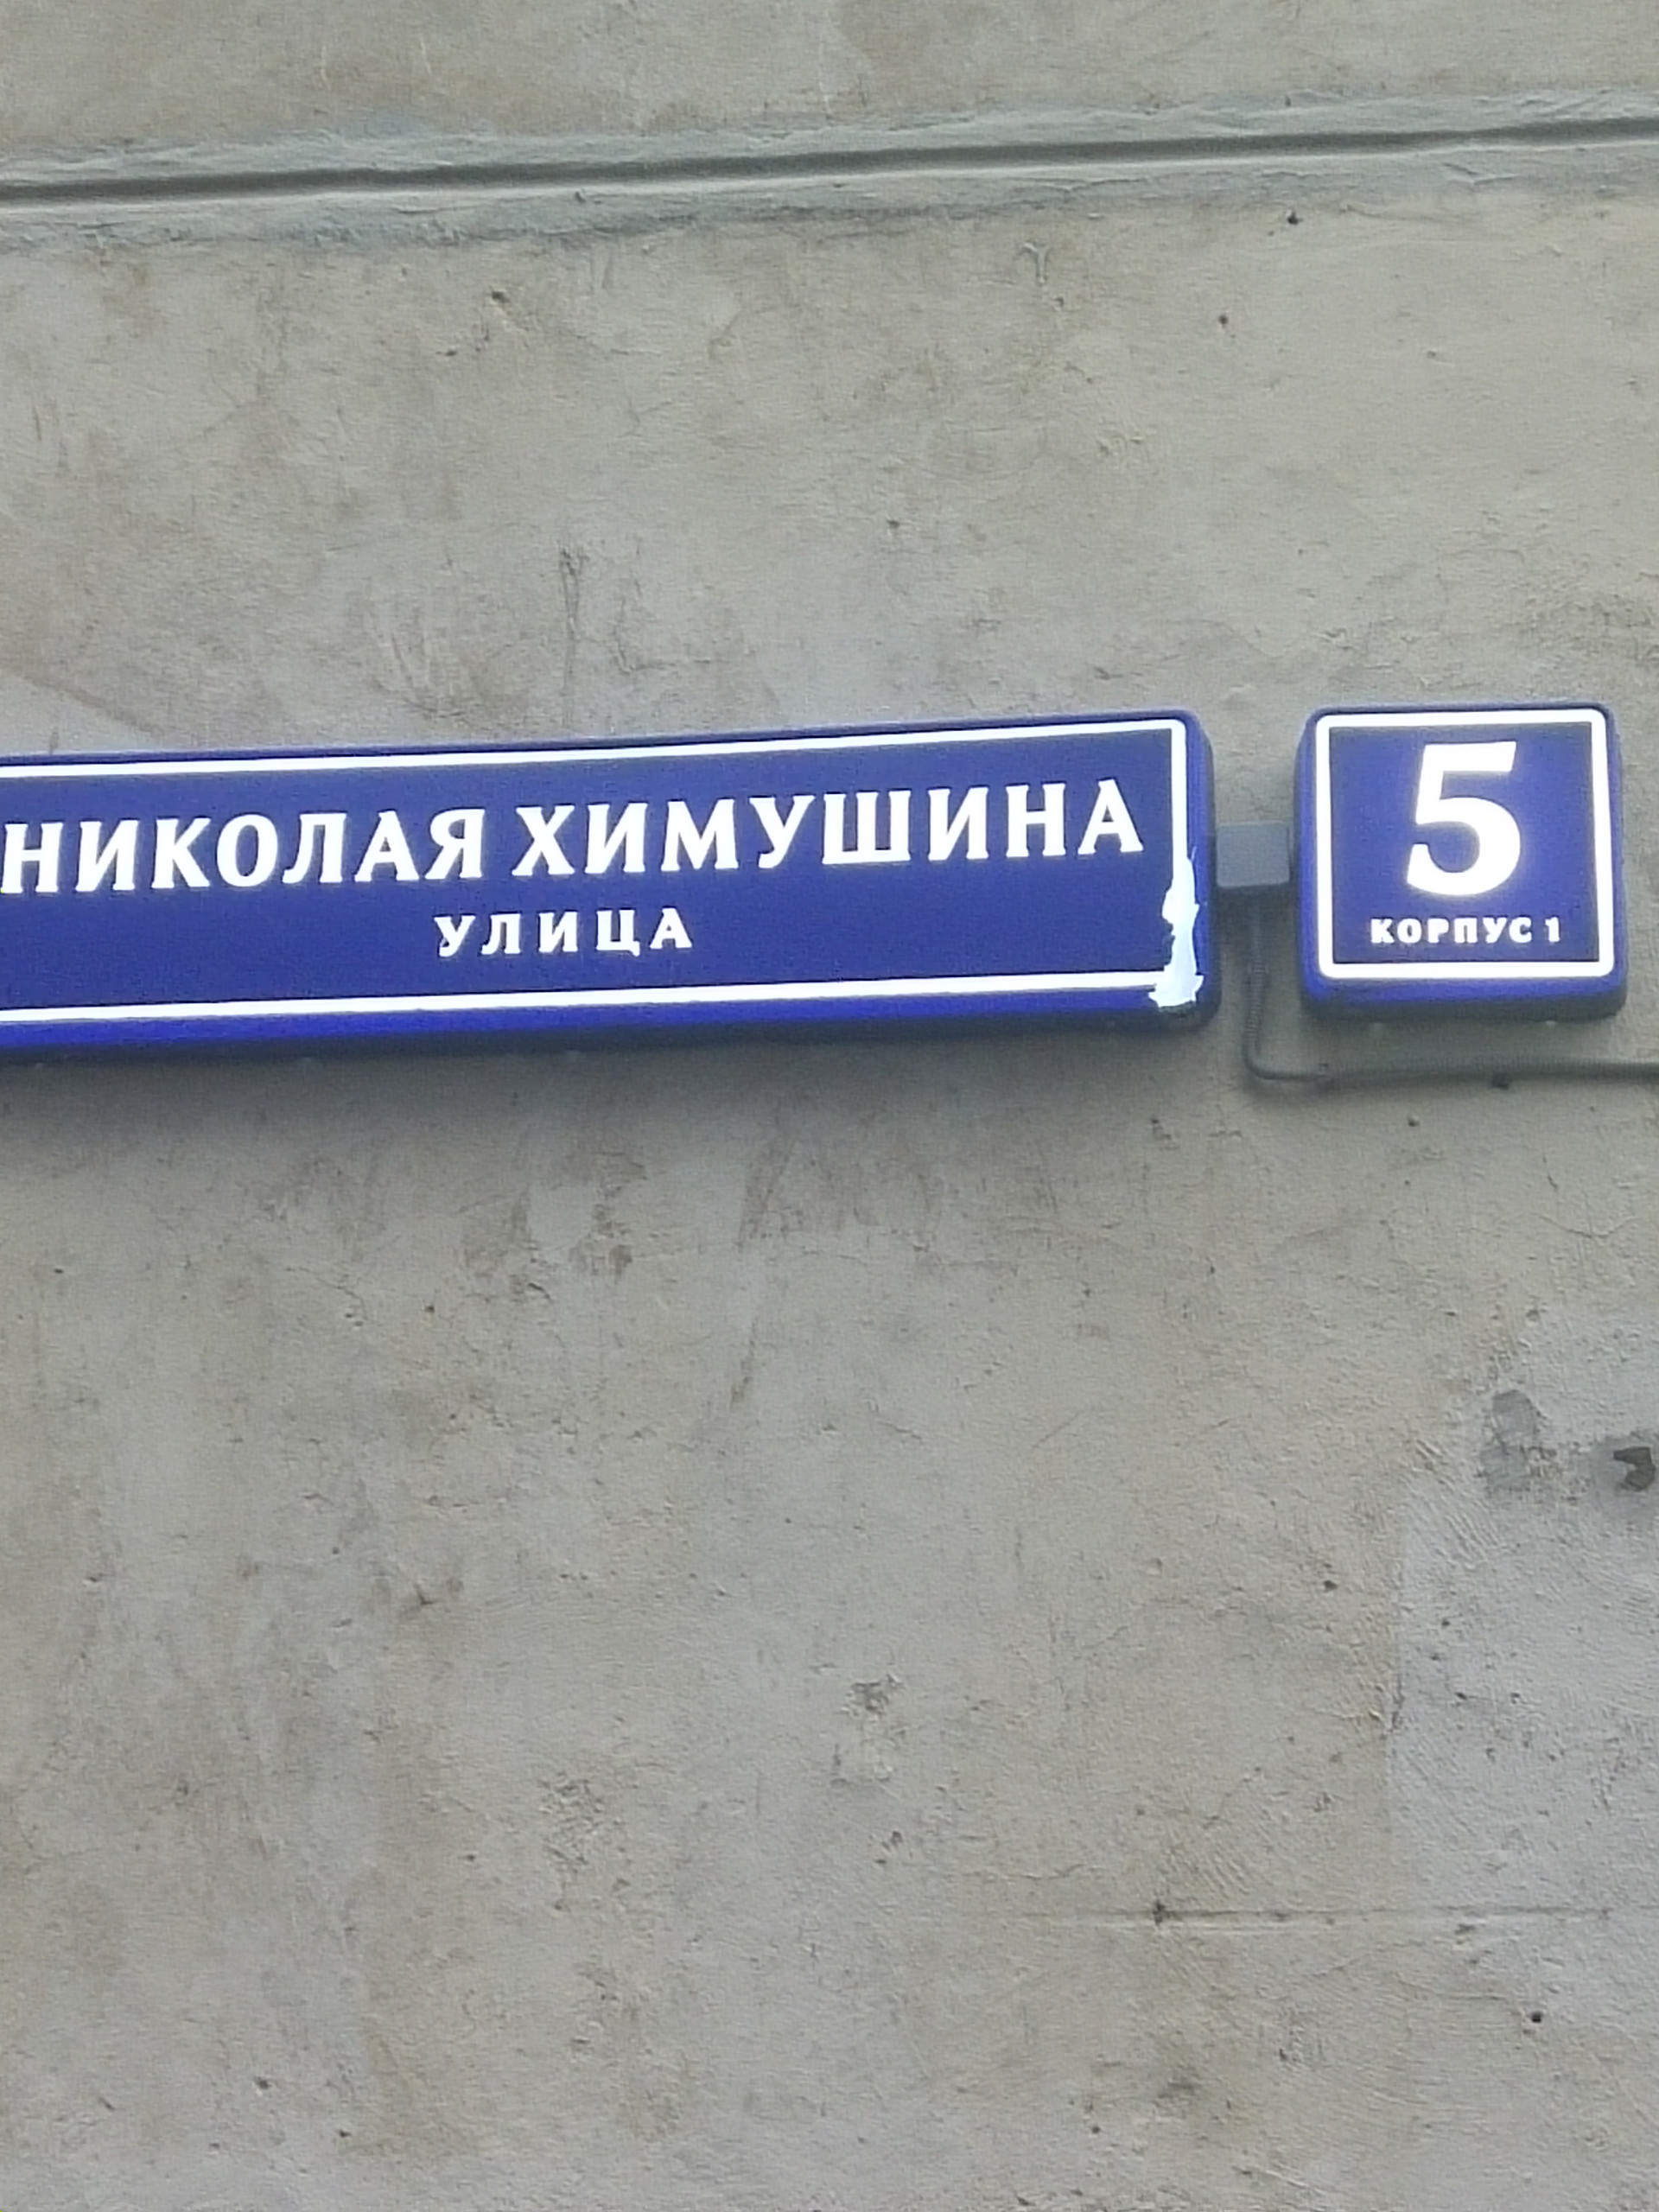 НИКОЛАЯ ХИМУШИНА
УЛИЦА
5
КОРПУС 1